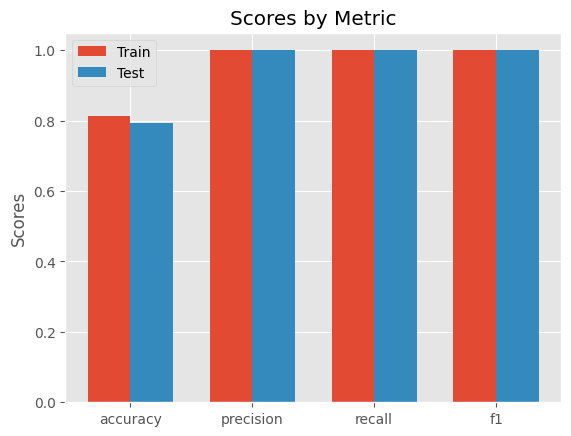 Scores by Metric
Train
Test
Scores
1.0
0.8
0.6
0.4
0.2
0.0
accuracy precision recall f1